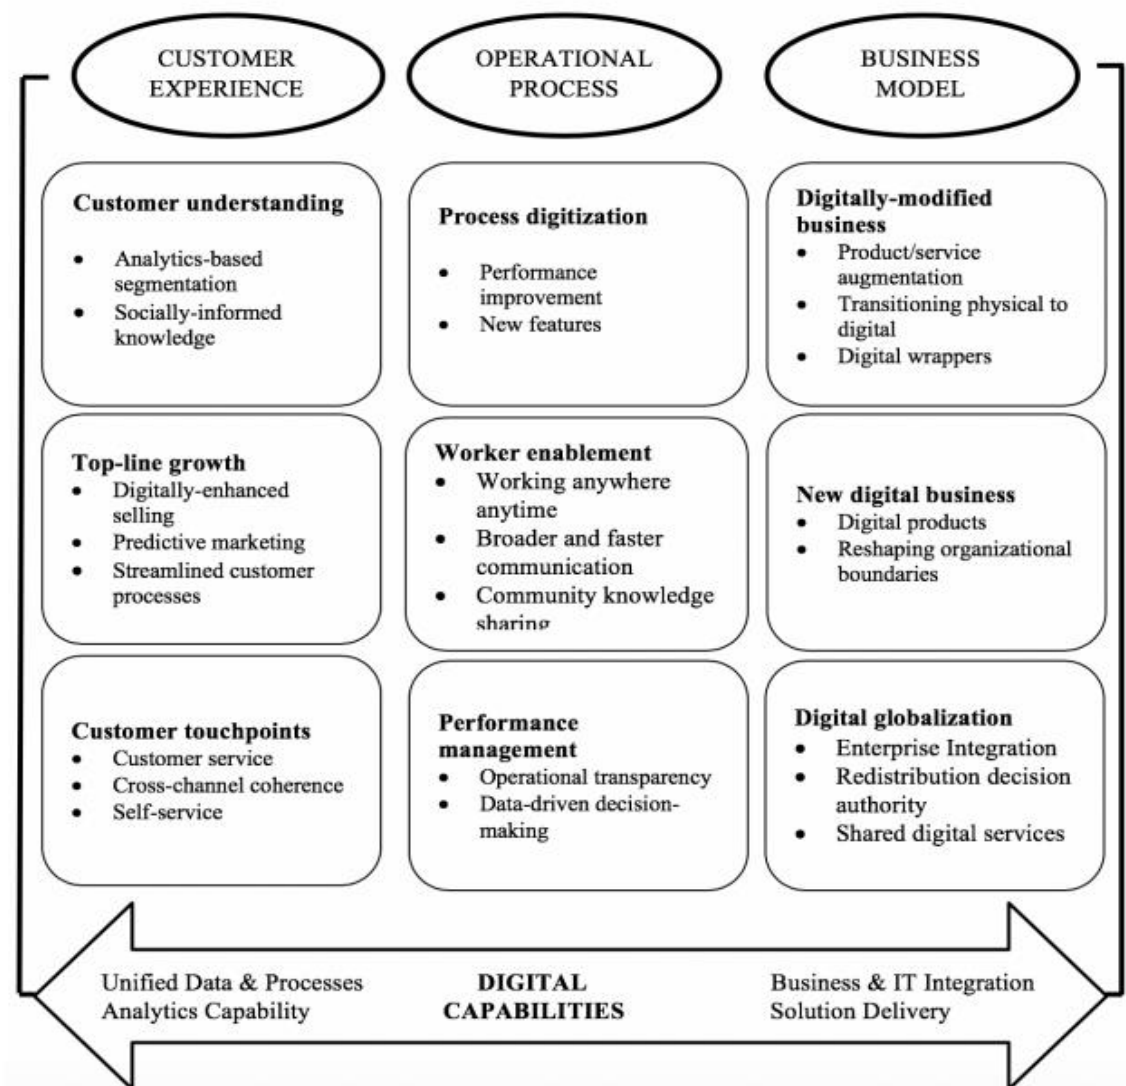 CUSTOMER
EXPERIENCE
OPERATIONAL
PROCESS
BUSINESS
MODEL
Customer understanding
• Analytics-based
segmentation
• Socially-informed
knowledge
Process digitization
• Performance
improvement
• New features
Digitally-modified
business
• Product/service
augmentation
• Transitioning physical to
digital
• Digital wrappers
Top-line growth
• Digitally-enhanced
selling
• Predictive marketing
• Streamlined customer
processes
Worker enablement
• Working anywhere
anytime
• Broader and faster
communication
• Community knowledge
sharing
New digital business
• Digital products
• Reshaping organizational
boundaries
Customer touchpoints
• Customer service
• Cross-channel coherence
• Self-service
Performance
management
• Operational transparency
• Data-driven decision-
making
Digital globalization
• Enterprise Integration
• Redistribution decision
authority
• Shared digital services
Unified Data & Processes
Analytics Capability
DIGITAL
CAPABILITIES
Business & IT Integration
Solution Delivery